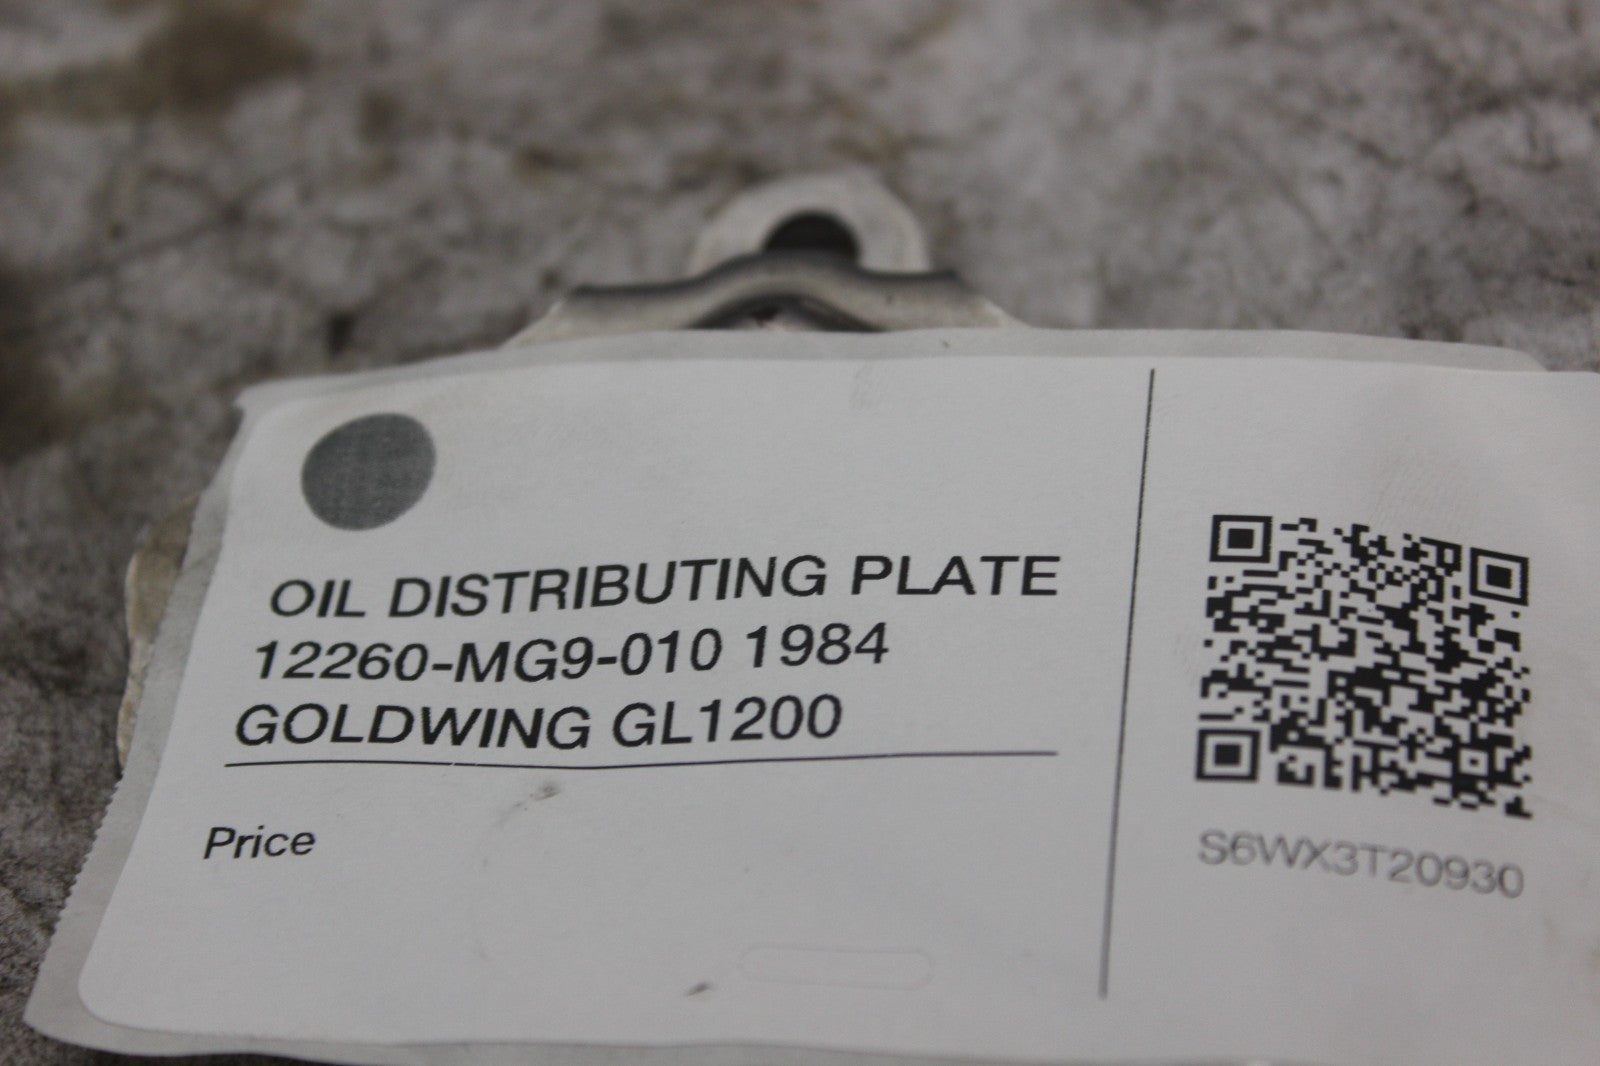 OIL DISTRIBUTING PLATE
12260-MG9-010 1984
GOLDWING GL1200
Price
S6WX3T20930